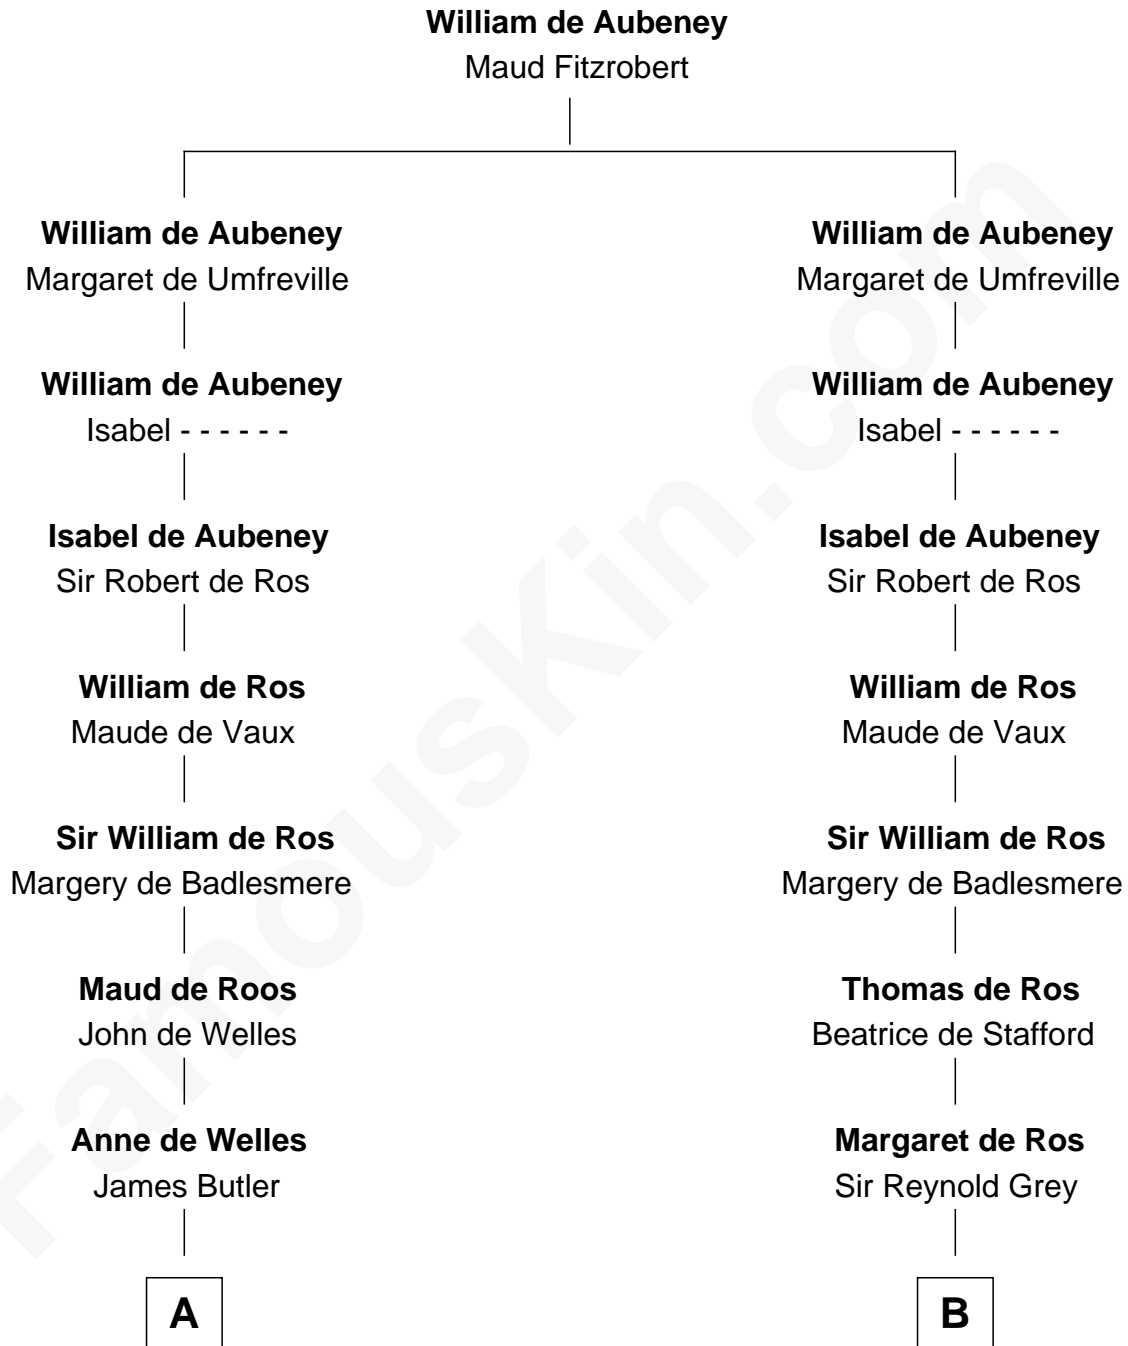 William de Aubeney
Maud Fitzrobert
William de Aubeney
Margaret de Umfreville
William de Aubeney
Isabel - - - - - -
Isabel de Aubeney
Sir Robert de Ros
William de Ros
Maude de Vaux
Sir William de Ros
Margery de Badlesmere
Maud de Roos
John de Welles
Anne de Welles
James Butler
A
William de Aubeney
Margaret de Umfreville
William de Aubeney
Isabel - - - - - -
Isabel de Aubeney
Sir Robert de Ros
William de Ros
Maude de Vaux
Sir William de Ros
Margery de Badlesmere
Thomas de Ros
Beatrice de Stafford
Margaret de Ros
Sir Reynold Grey
B
FamousKin.com